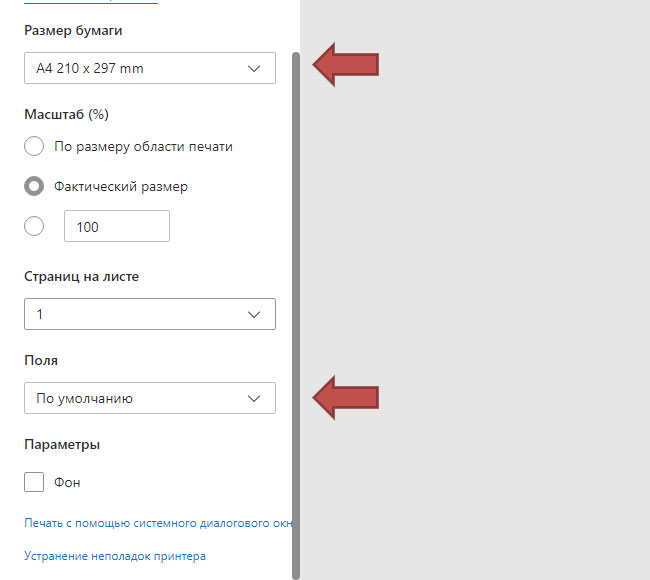 Размер бумаги
A4 210 x 297 mm
Масштаб (%)
По размеру области печати
Фактический размер
100
Страниц на листе
1
Поля
По умолчанию
Параметры
Фон
Печать с помощью системного диалогового окн
Устранение неполадок принтера